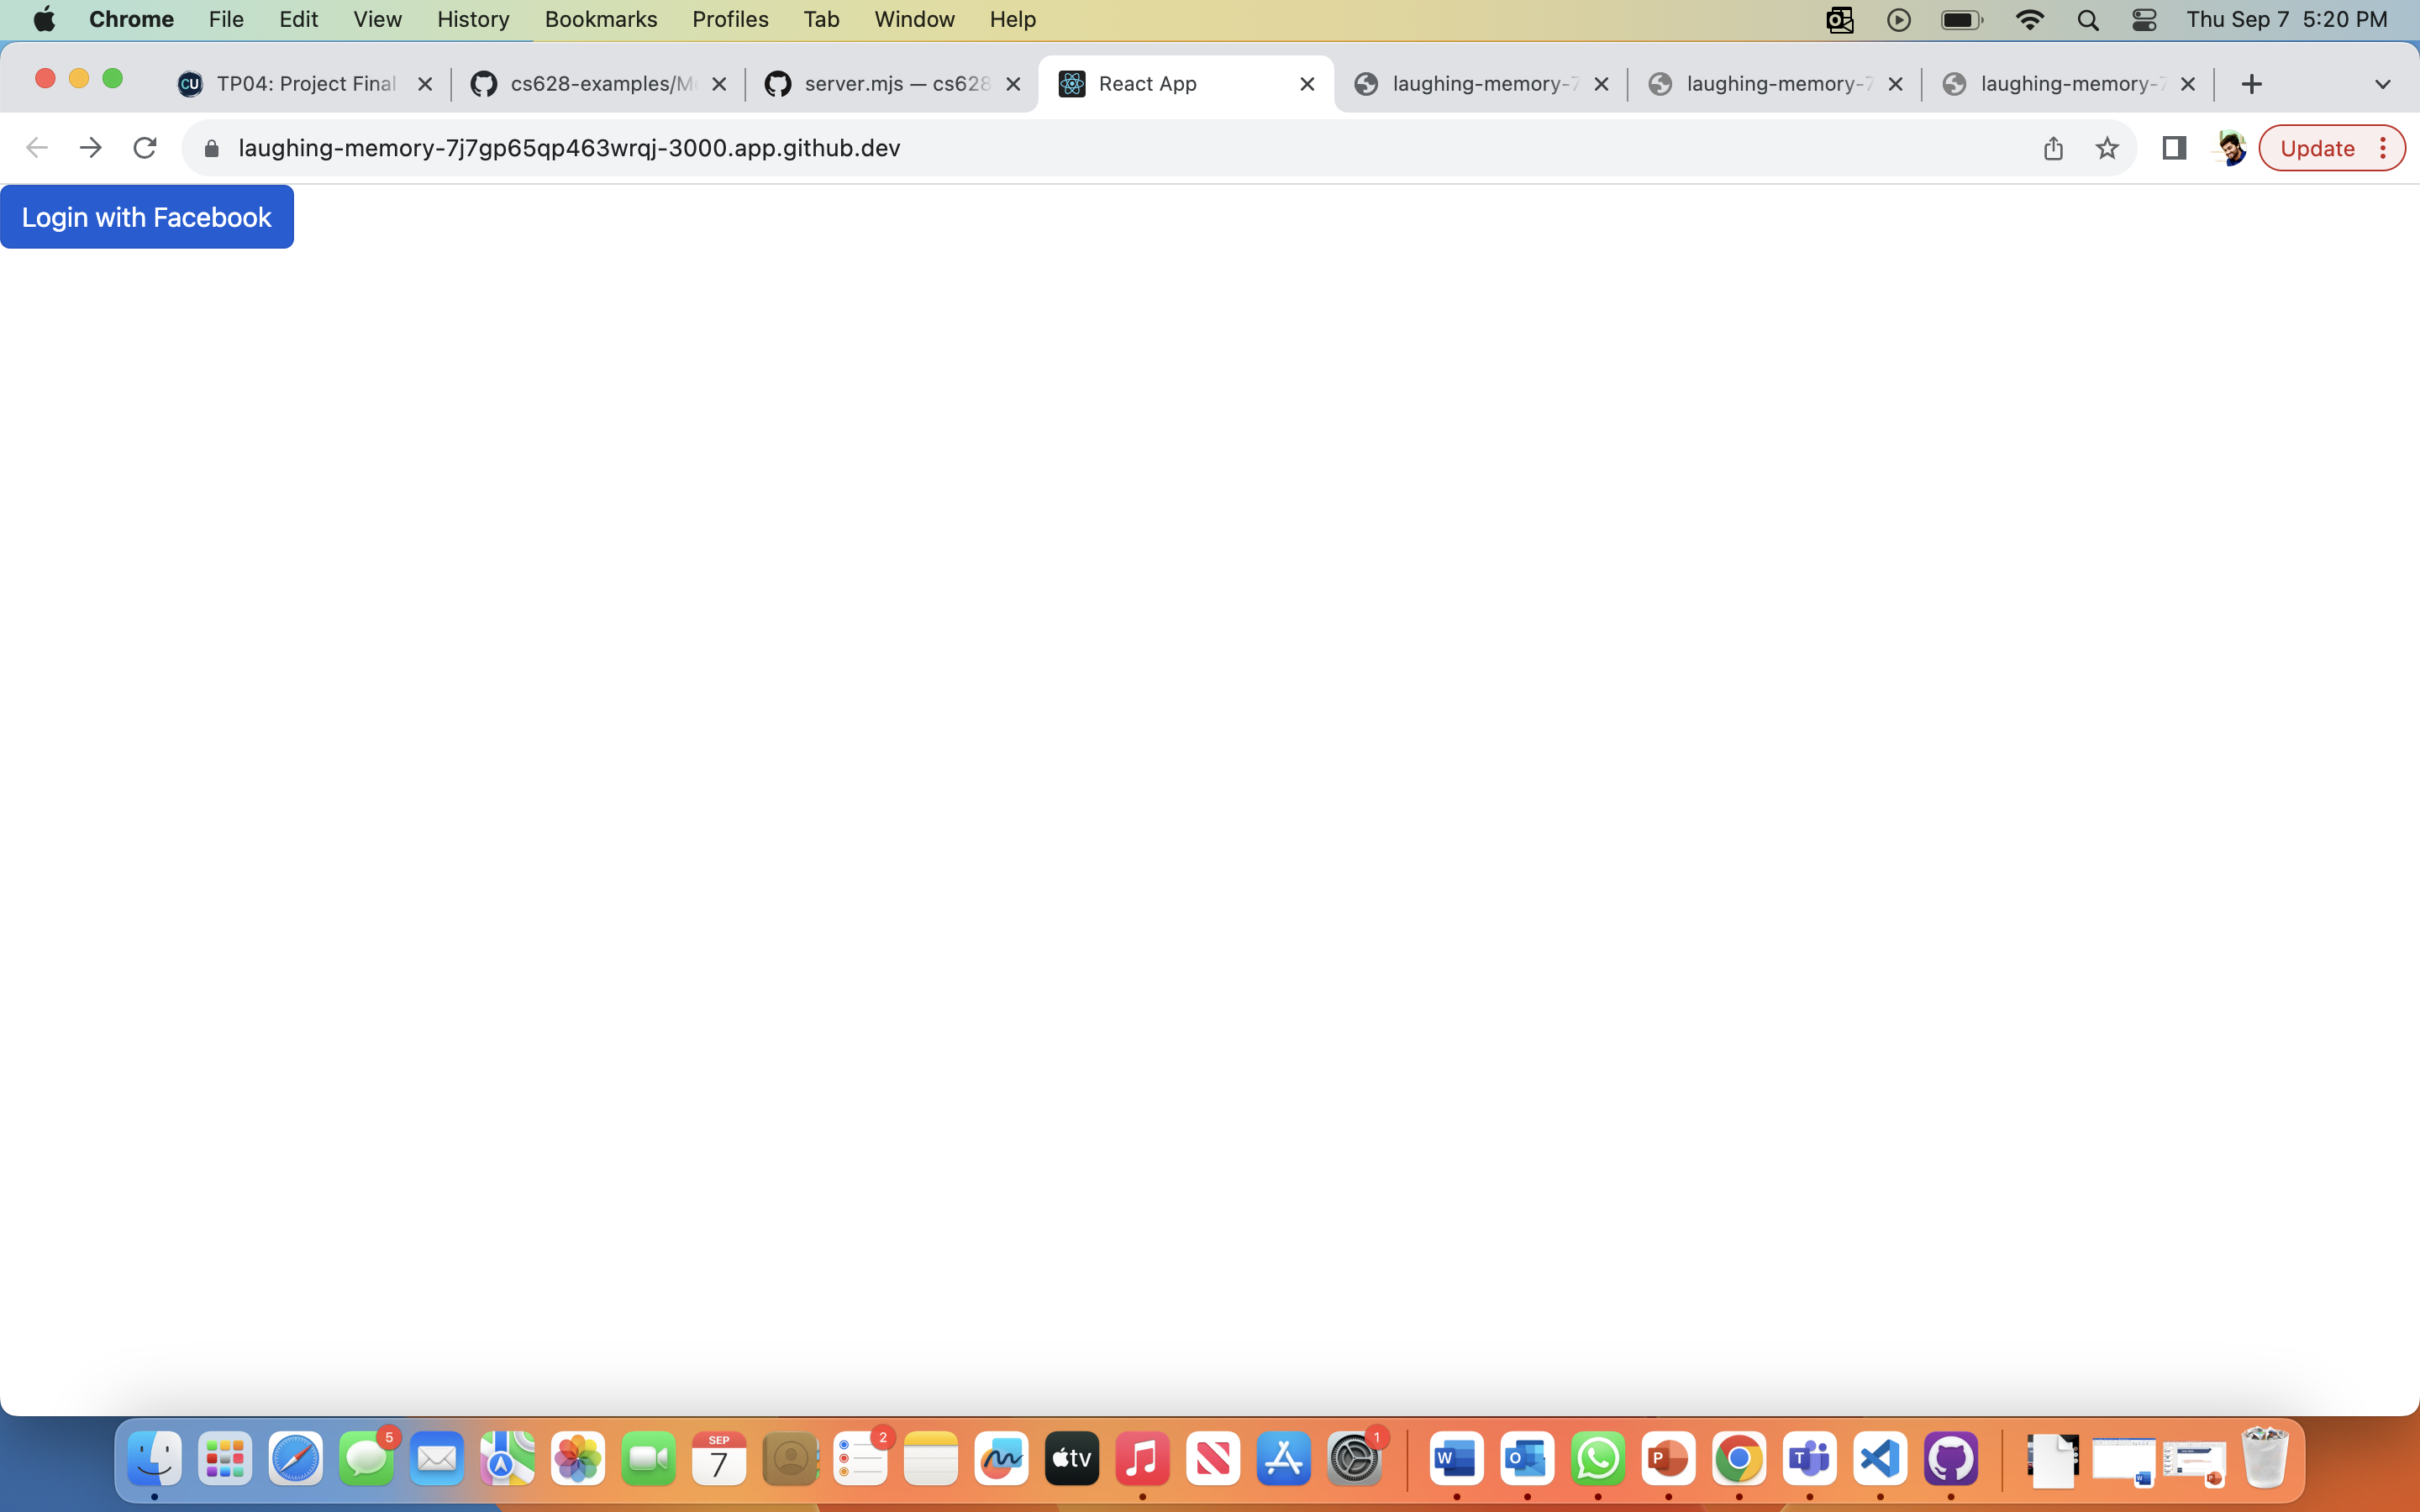 Chrome File Edit View History Bookmarks Profiles Tab Window Help Thu Sep 7 5:20 PM
CU TP04: Project Final cs628-examples/M server.mjs — cs628 React App laughing-memory-7 laughing-memory-7 laughing-memory-7
laughing-memory-7j7gp65qp463wrqj-3000.app.github.dev Update
Login with Facebook
5 SEP 2 1
7 tv W O P T